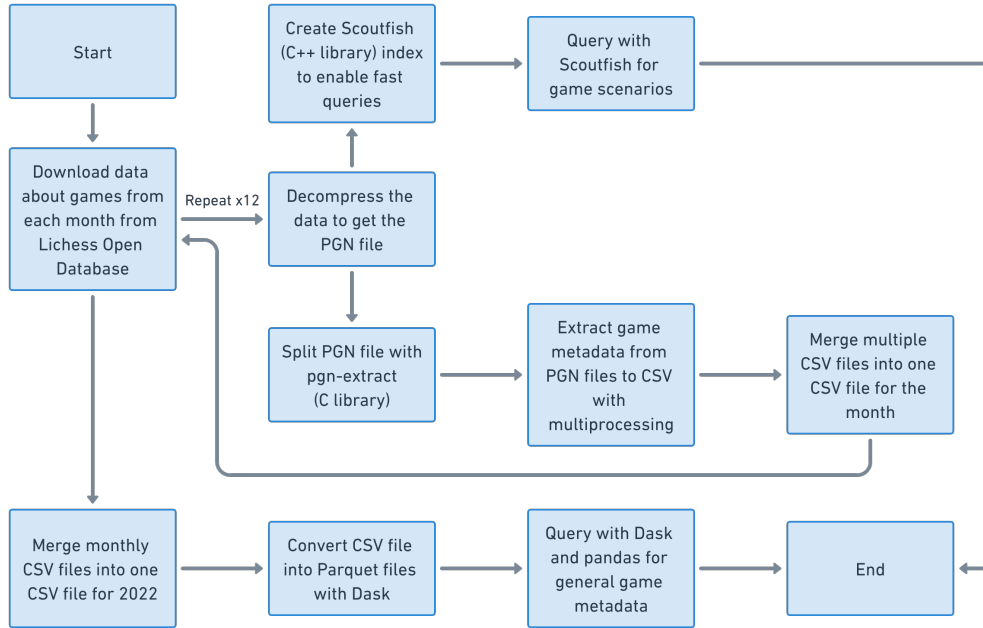 Start
Download data
about games from
each month from
Lichess Open
Database
Repeat x12
Decompress the
data to get the
PGN file
Create Scoutfish
(C++ library) index
to enable fast
queries
Query with
Scoutfish for
game scenarios
Split PGN file with
pgn-extract
(C library)
Extract game
metadata from
PGN files to CSV
with
multiprocessing
Merge multiple
CSV files into one
CSV file for the
month
Merge monthly
CSV files into one
CSV file for 2022
Convert CSV file
into Parquet files
with Dask
Query with Dask
and pandas for
general game
metadata
End